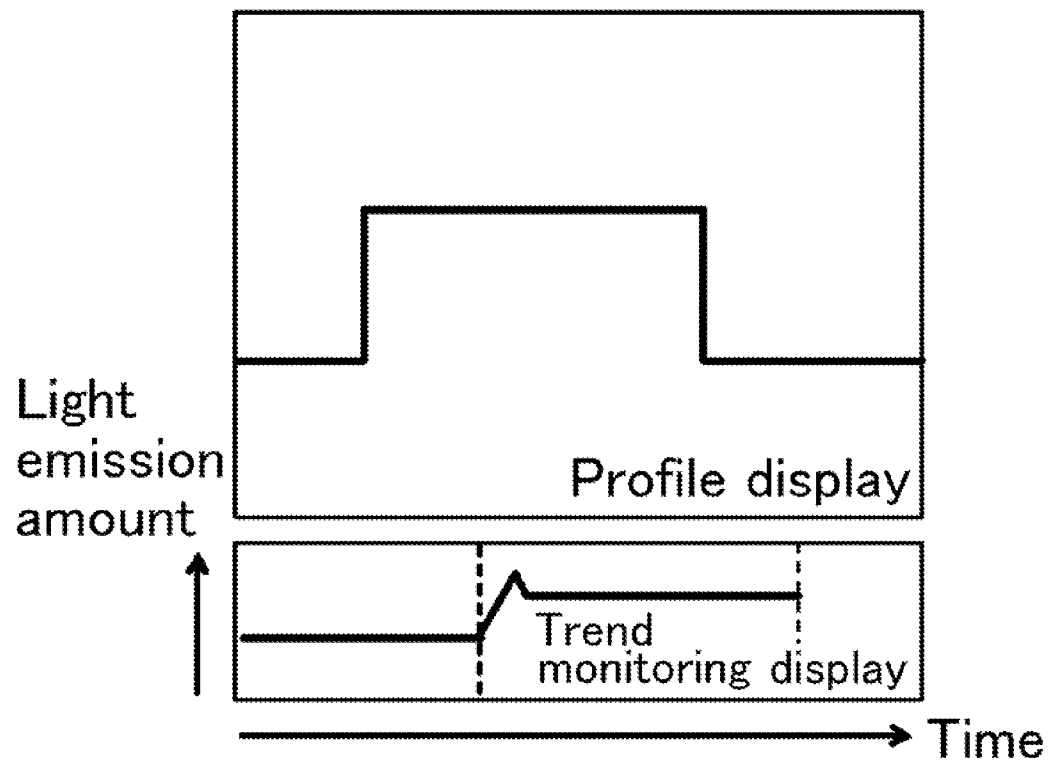 Light
emission
amount
Profile display
Trend
monitoring display
Time